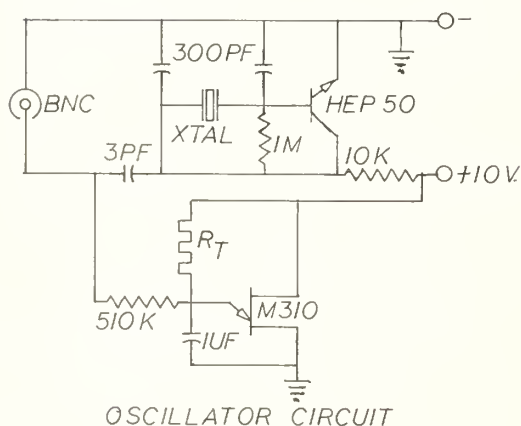 −
300PF
BNC
HEP 50
XTAL
1M
3PF
10K
+10V.
RT
510K
M310
1UF
OSCILLATOR CIRCUIT